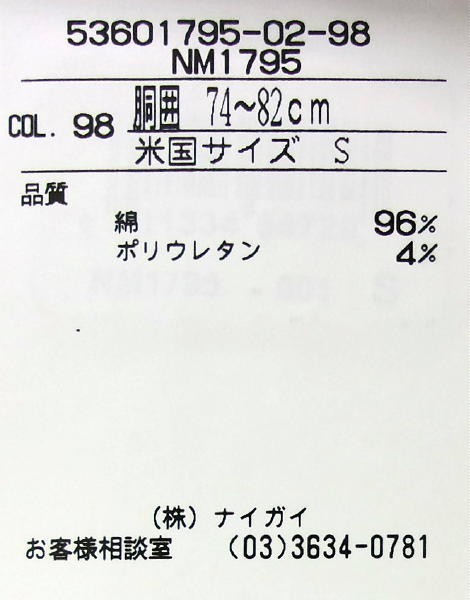 53601795-02-98
NM1795
COL. 98 胴囲 74〜82cm
米国サイズ S
品質
綿 96%
ポリウレタン 4%
(株) ナイガイ
お客様相談室 (03)3634-0781